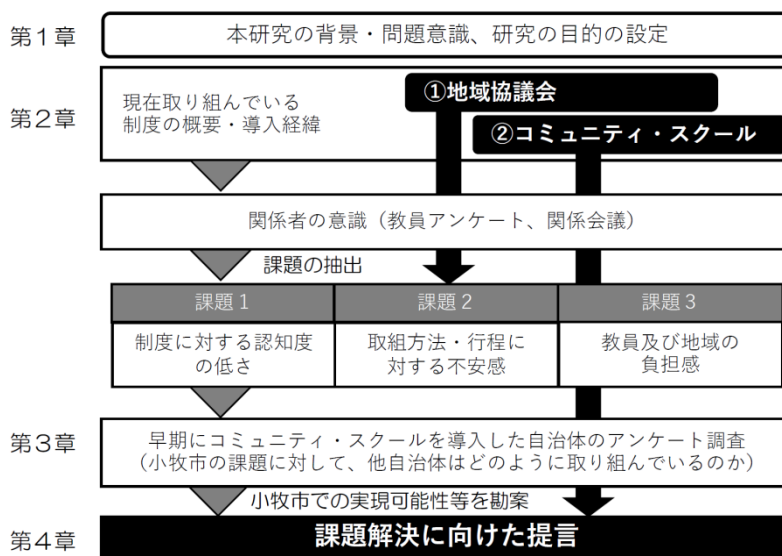 第1章
本研究の背景・問題意識、研究の目的の設定
第2章
現在取り組んでいる
制度の概要・導入経緯
①地域協議会
②コミュニティ・スクール
関係者の意識（教員アンケート、関係会議）
課題の抽出
課題1
制度に対する認知度
の低さ
課題2
取組方法・行程に
対する不安感
課題3
教員及び地域の
負担感
第3章
早期にコミュニティ・スクールを導入した自治体のアンケート調査
（小牧市の課題に対して、他自治体はどのように取り組んでいるのか）
小牧市での実現可能性等を勘案
第4章
課題解決に向けた提言